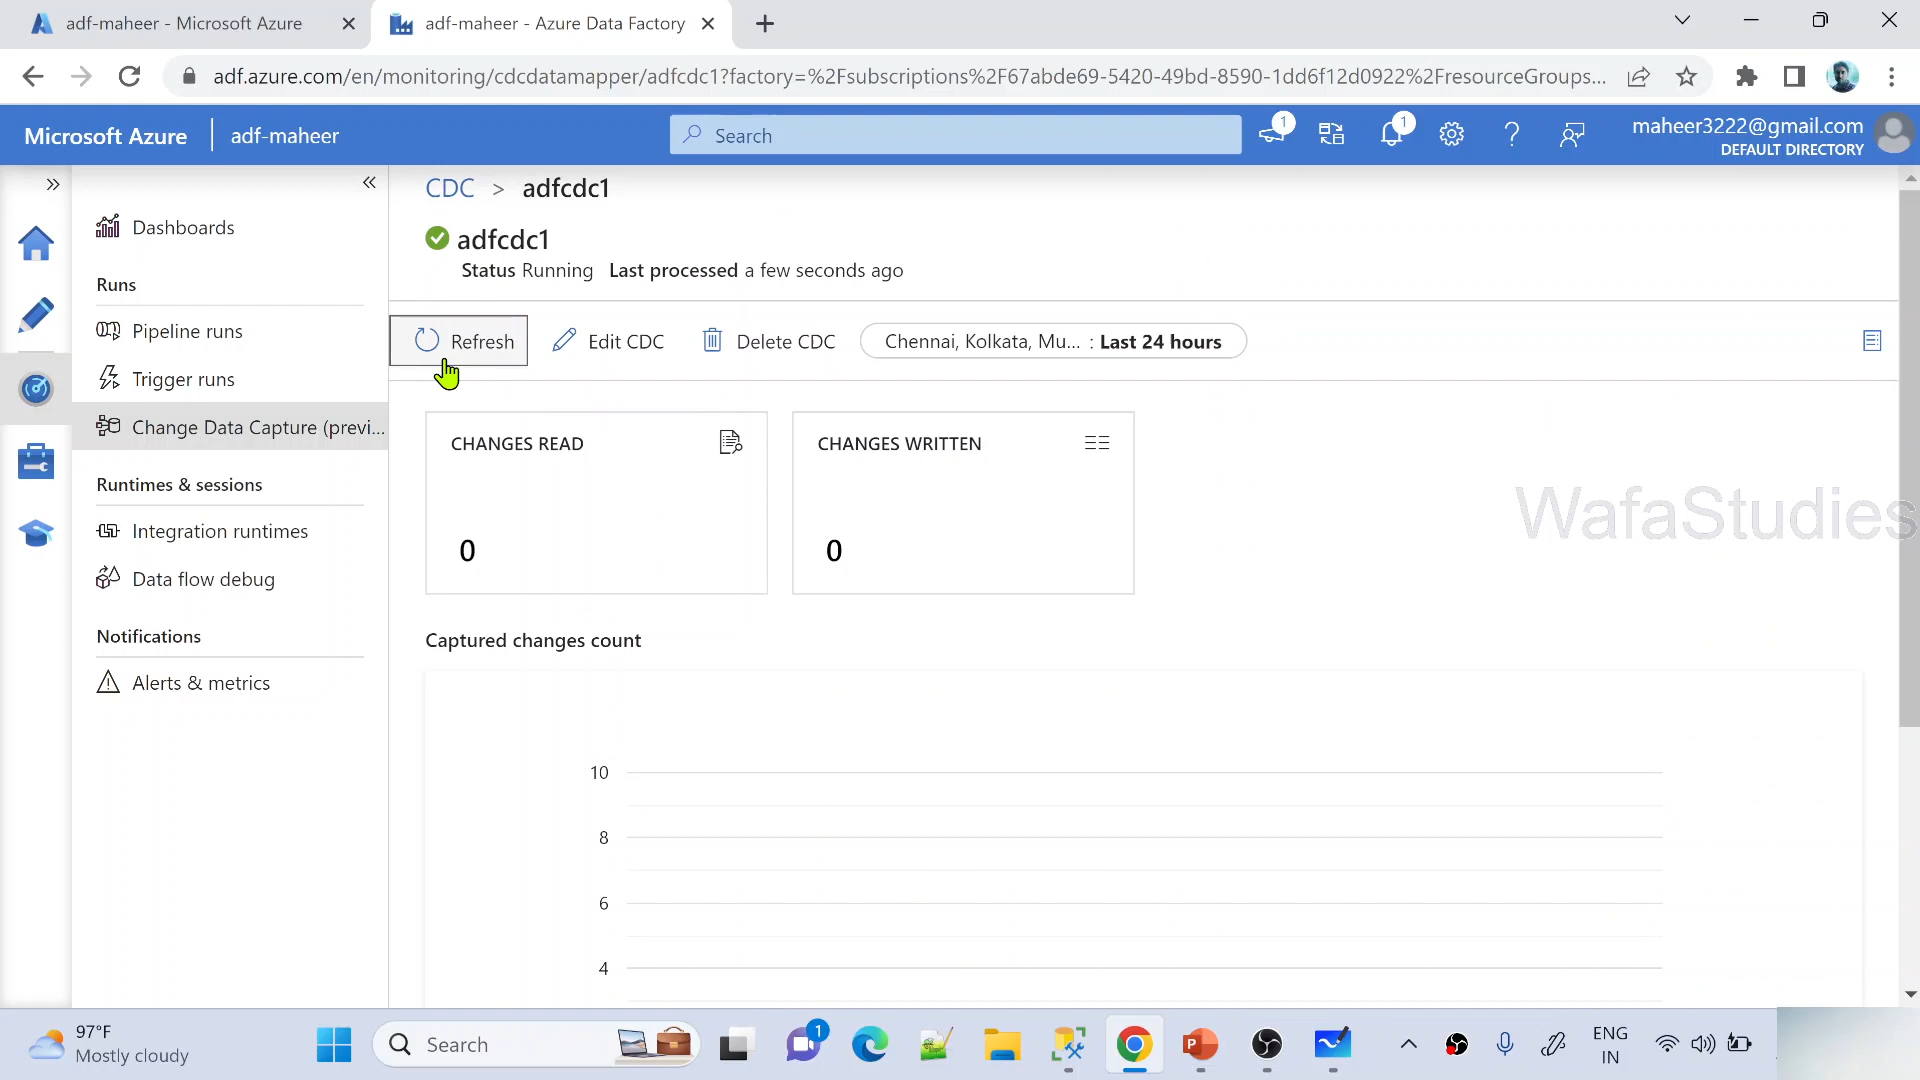 adf-maheer - Microsoft Azure
adf-maheer - Azure Data Factory
adf.azure.com/en/monitoring/cdcdatamapper/adfcdc1?factory=%2Fsubscriptions%2F67abde69-5420-49bd-8590-1dd6f12d0922%2FresourceGroups...
Microsoft Azure
adf-maheer
Search
1
1
maheer3222@gmail.com
DEFAULT DIRECTORY
Dashboards
Runs
Pipeline runs
Trigger runs
Change Data Capture (previ...
Runtimes & sessions
Integration runtimes
Data flow debug
Notifications
Alerts & metrics
CDC > adfcdc1
adfcdc1
Status Running Last processed a few seconds ago
Refresh
Edit CDC
Delete CDC
Chennai, Kolkata, Mu... : Last 24 hours
CHANGES READ
0
CHANGES WRITTEN
0
WafaStudies
Captured changes count
10
8
6
4
97°F
Mostly cloudy
Search
1
ENG
IN